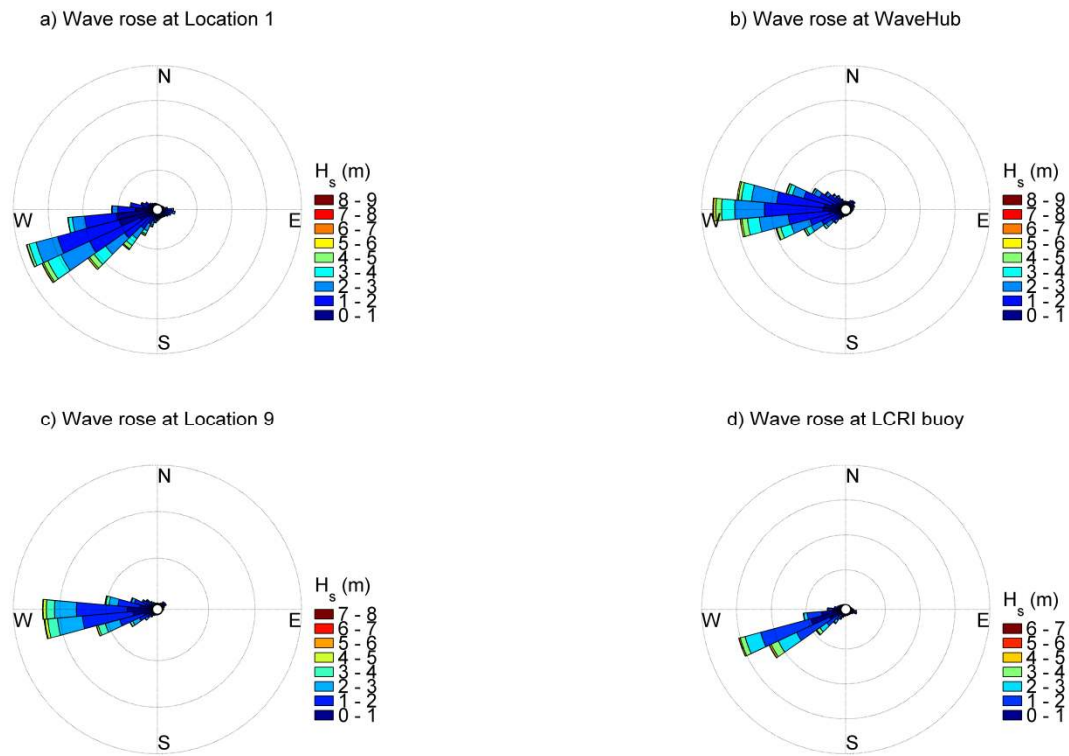 a) Wave rose at Location 1
N
W
E
S
H_s (m)
8 - 9
7 - 8
6 - 7
5 - 6
4 - 5
3 - 4
2 - 3
1 - 2
0 - 1
b) Wave rose at WaveHub
N
W
E
S
H_s (m)
8 - 9
7 - 8
6 - 7
5 - 6
4 - 5
3 - 4
2 - 3
1 - 2
0 - 1
c) Wave rose at Location 9
N
W
E
S
H_s (m)
7 - 8
6 - 7
5 - 6
4 - 5
3 - 4
2 - 3
1 - 2
0 - 1
d) Wave rose at LCRI buoy
N
W
E
S
H_s (m)
6 - 7
5 - 6
4 - 5
3 - 4
2 - 3
1 - 2
0 - 1